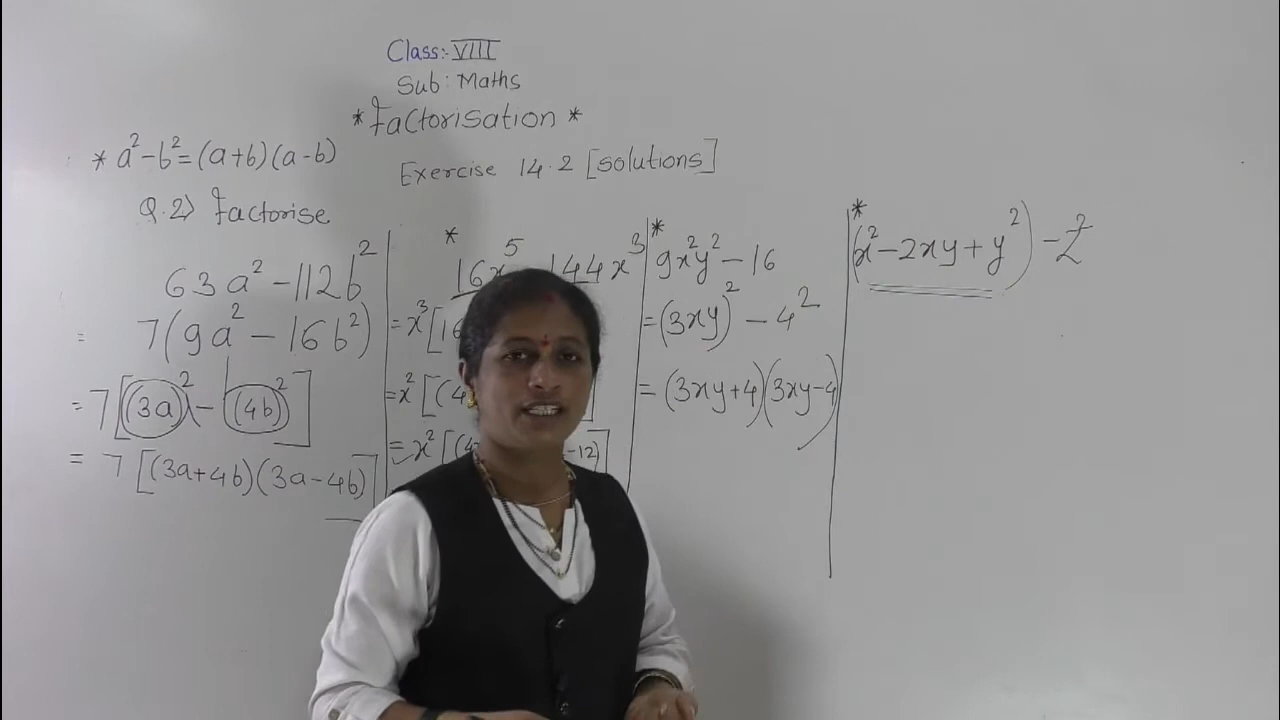 Class:- VIII
Sub: Maths
* Factorisation *
* a² - b² = (a+b)(a-b)
Exercise 14.2 [solutions]
Q.2) Factorise
63a² - 112b²
= 7(9a² - 16b²)
= 7[(3a)² - (4b)²]
= 7[(3a+4b)(3a-4b)]
*
16x⁵ 144x³
= x³[16
= x²[(4
= x²[(4 -12)]
*
9x²y² - 16
= (3xy)² - 4²
= (3xy+4)(3xy-4)
*
(x² - 2xy + y²) - z²